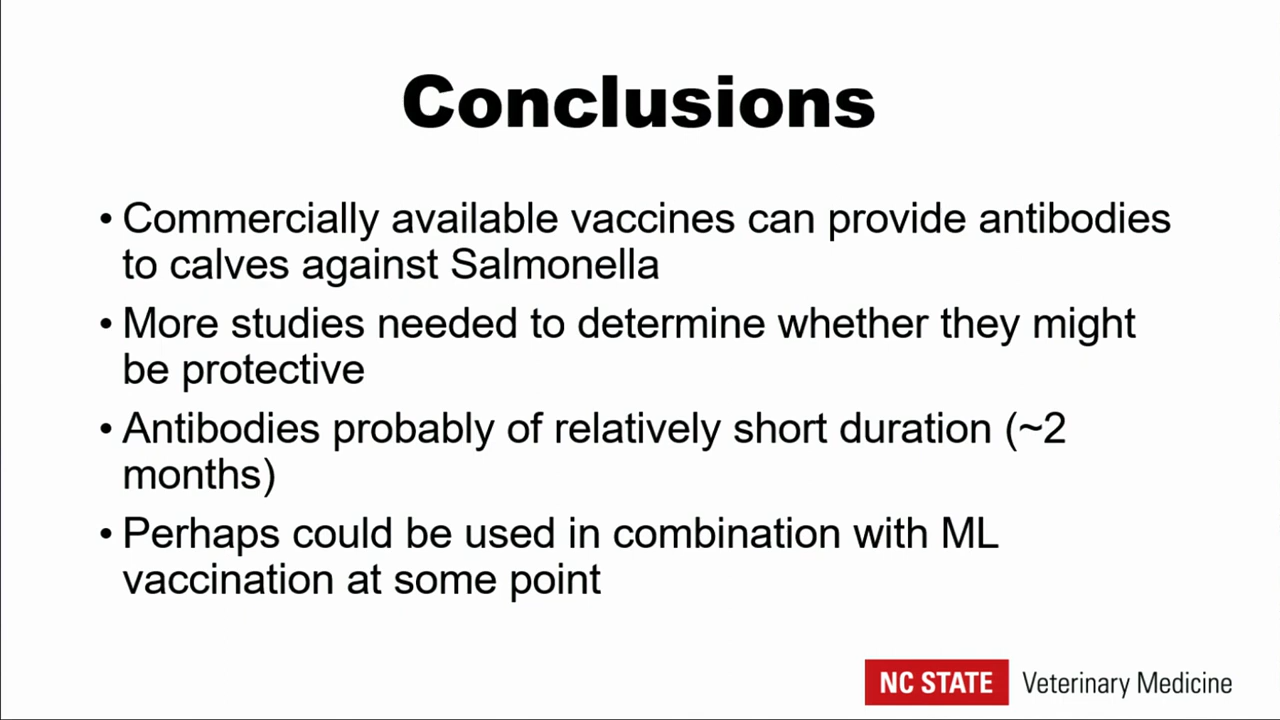 Conclusions
• Commercially available vaccines can provide antibodies
to calves against Salmonella
• More studies needed to determine whether they might
be protective
• Antibodies probably of relatively short duration (~2
months)
• Perhaps could be used in combination with ML
vaccination at some point
NC STATE Veterinary Medicine